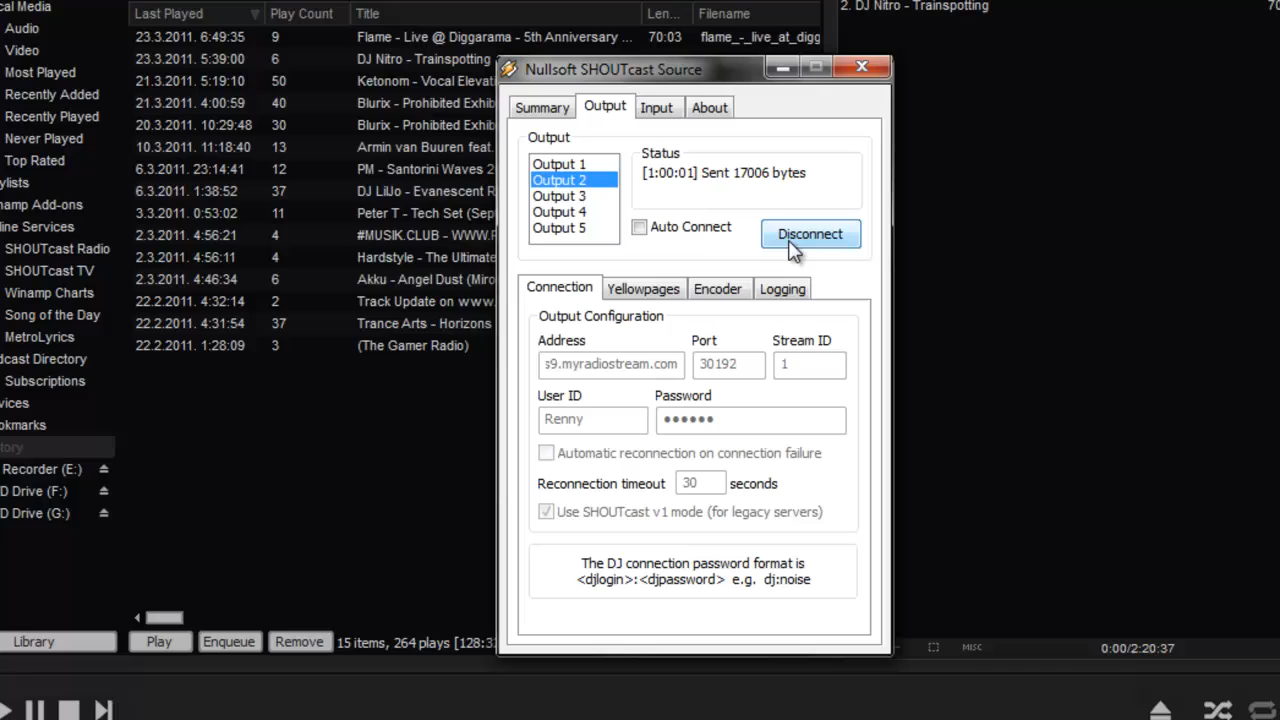 cal Media
Audio
Video
Most Played
Recently Added
Recently Played
Never Played
Top Rated
ylists
hamp Add-ons
line Services
SHOUTcast Radio
SHOUTcast TV
Winamp Charts
Song of the Day
MetroLyrics
dcast Directory
Subscriptions
vices
okmarks
tory
Recorder (E:)
D Drive (F:)
D Drive (G:)
Library
Last Played Play Count Title Len... Filename
23.3.2011. 6:49:35 9 Flame - Live @ Diggarama - 5th Anniversary ... 70:03 flame_-_live_at_digg
23.3.2011. 5:39:00 6 DJ Nitro - Trainspotting
21.3.2011. 5:19:10 50 Ketonom - Vocal Elevat
21.3.2011. 4:00:59 40 Blurix - Prohibited Exhib
20.3.2011. 10:29:48 30 Blurix - Prohibited Exhib
10.3.2011. 11:18:40 13 Armin van Buuren feat.
6.3.2011. 23:14:41 12 PM - Santorini Waves 2
6.3.2011. 1:38:52 37 DJ LiJo - Evanescent R
3.3.2011. 0:53:02 11 Peter T - Tech Set (Sep
2.3.2011. 4:56:21 4 #MUSIK.CLUB - WWW.F
2.3.2011. 4:56:11 4 Hardstyle - The Ultimate
2.3.2011. 4:46:34 6 Akku - Angel Dust (Miro
22.2.2011. 4:32:14 2 Track Update on www.
22.2.2011. 4:31:54 37 Trance Arts - Horizons
22.2.2011. 1:28:09 3 (The Gamer Radio)
Play Enqueue Remove 15 items, 264 plays [128:3
2. DJ Nitro - Trainspotting 70
Nullsoft SHOUTcast Source
Summary Output Input About
Output
Output 1
Output 2
Output 3
Output 4
Output 5
Status
[1:00:01] Sent 17006 bytes
Auto Connect Disconnect
Connection Yellowpages Encoder Logging
Output Configuration
Address Port Stream ID
s9.myradiostream.com 30192 1
User ID Password
Renny ••••••
Automatic reconnection on connection failure
Reconnection timeout 30 seconds
Use SHOUTcast v1 mode (for legacy servers)
The DJ connection password format is
<djlogin>:<djpassword> e.g. dj:noise
MISC 0:00/2:20:37